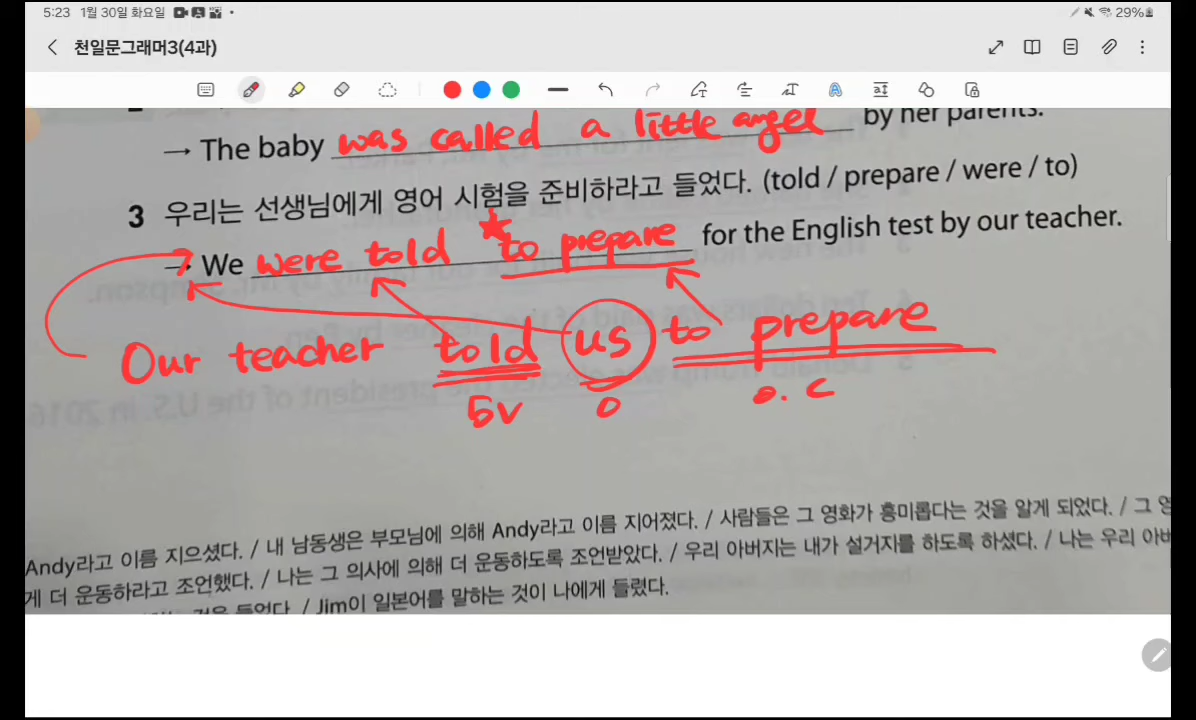 5:23 1월 30일 화요일
29%
천일문그래머3(4과)
→ The baby was called a little angel by her parents.
3 우리는 선생님에게 영어 시험을 준비하라고 들었다. (told / prepare / were / to)
→ We were told to prepare for the English test by our teacher.
Our teacher told us to prepare
5V O O.C
Andy라고 이름 지으셨다. / 내 남동생은 부모님에 의해 Andy라고 이름 지어졌다. / 사람들은 그 영화가 흥미롭다는 것을 알게 되었다. / 그 영
게 더 운동하라고 조언했다. / 나는 그 의사에 의해 더 운동하도록 조언받았다. / 우리 아버지는 내가 설거지를 하도록 하셨다. / 나는 우리 아버
것을 들었다. / Jim이 일본어를 말하는 것이 나에게 들렸다.